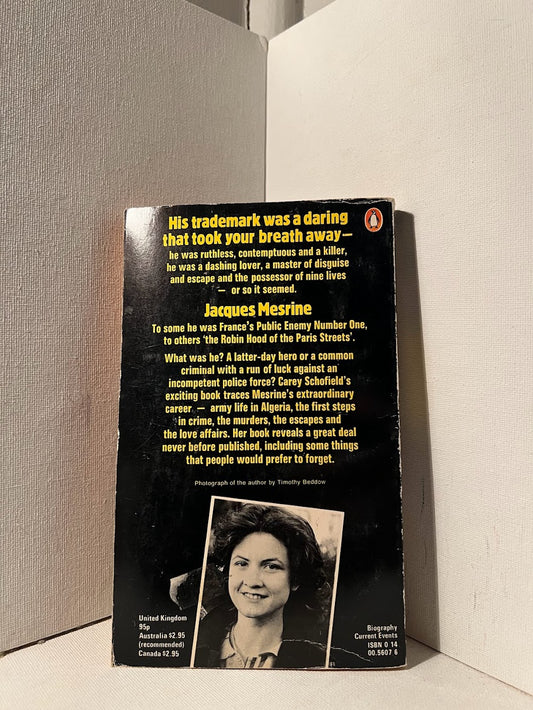 His trademark was a daring
that took your breath away—
he was ruthless, contemptuous and a killer,
he was a dashing lover, a master of disguise
and escape and the possessor of nine lives
— or so it seemed.
Jacques Mesrine
To some he was France's Public Enemy Number One,
to others 'the Robin Hood of the Paris Streets'.
What was he? A latter-day hero or a common
criminal with a run of luck against an
incompetent police force? Carey Schofield's
exciting book traces Mesrine's extraordinary
career — army life in Algeria, the first steps
in crime, the murders, the escapes and
the love affairs. Her book reveals a great deal
never before published, including some things
that people would prefer to forget.
Photograph of the author by Timothy Beddow
United Kingdom
95p
Australia $2.95
(recommended)
Canada $2.95
Biography
Current Events
ISBN 0 14
00.5607 6